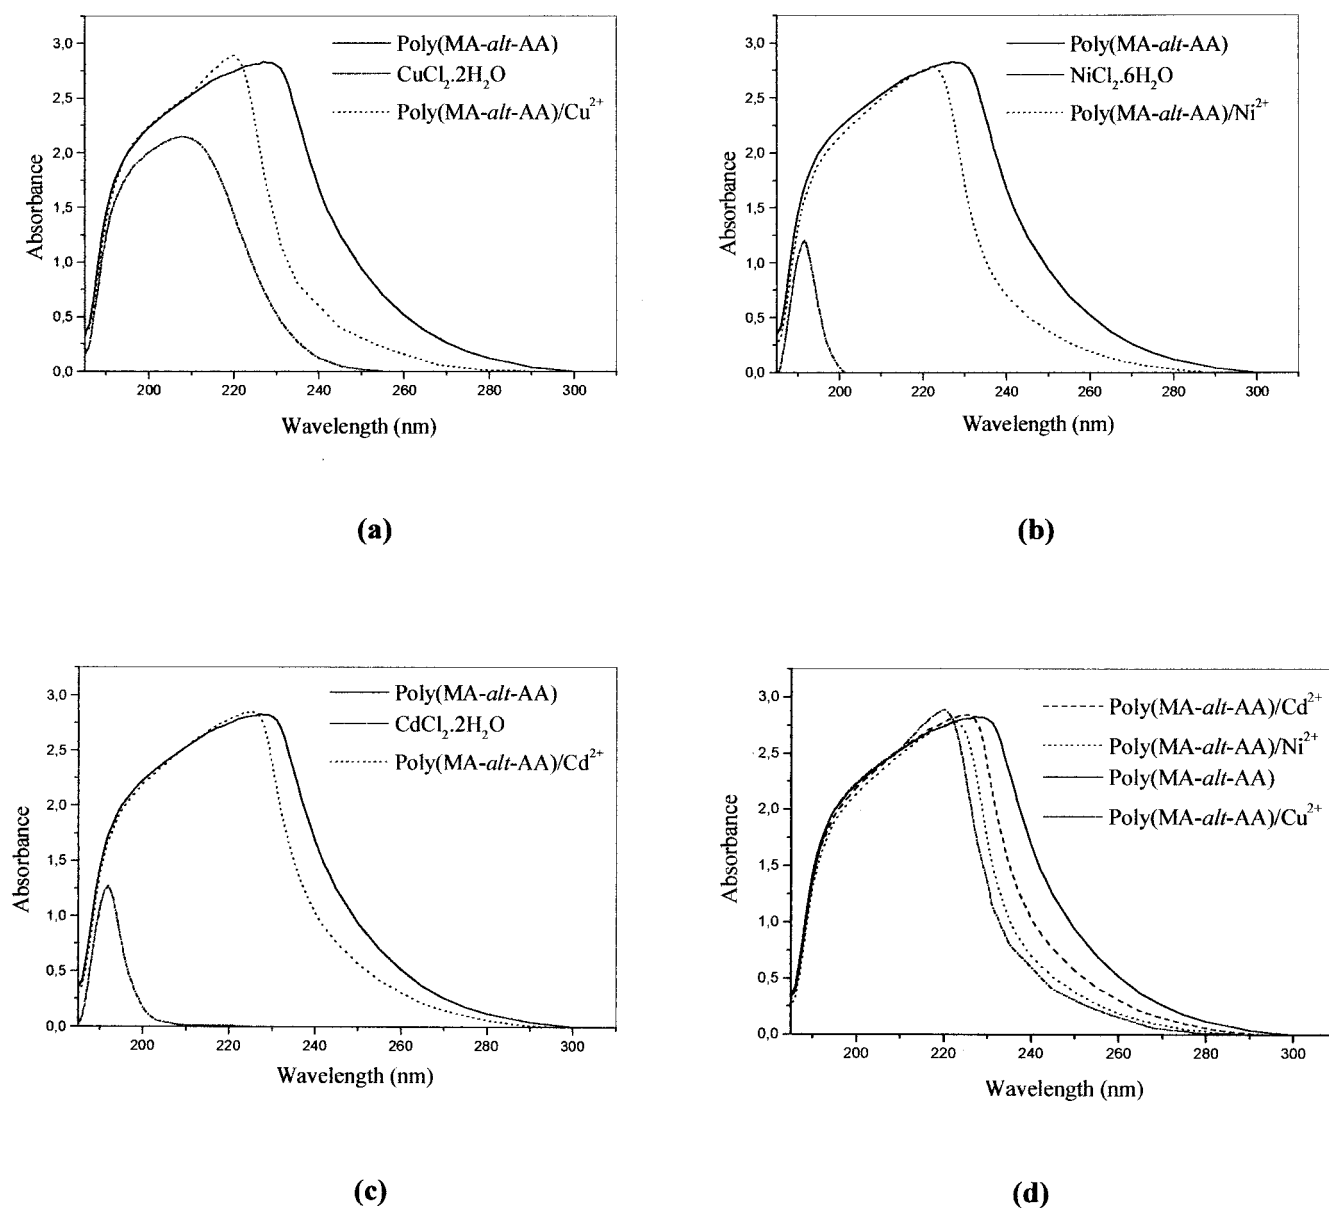 Poly(MA-alt-AA)
CuCl₂.2H₂O
Poly(MA-alt-AA)/Cu²⁺
3,0
2,5
2,0
1,5
1,0
0,5
0,0
Absorbance
200 220 240 260 280 300
Wavelength (nm)
(a)
Poly(MA-alt-AA)
NiCl₂.6H₂O
Poly(MA-alt-AA)/Ni²⁺
3,0
2,5
2,0
1,5
1,0
0,5
0,0
Absorbance
200 220 240 260 280 300
Wavelength (nm)
(b)
Poly(MA-alt-AA)
CdCl₂.2H₂O
Poly(MA-alt-AA)/Cd²⁺
3,0
2,5
2,0
1,5
1,0
0,5
0,0
Absorbance
200 220 240 260 280 300
Wavelength (nm)
(c)
Poly(MA-alt-AA)/Cd²⁺
Poly(MA-alt-AA)/Ni²⁺
Poly(MA-alt-AA)
Poly(MA-alt-AA)/Cu²⁺
3,0
2,5
2,0
1,5
1,0
0,5
0,0
Absorbance
200 220 240 260 280 300
Wavelength (nm)
(d)